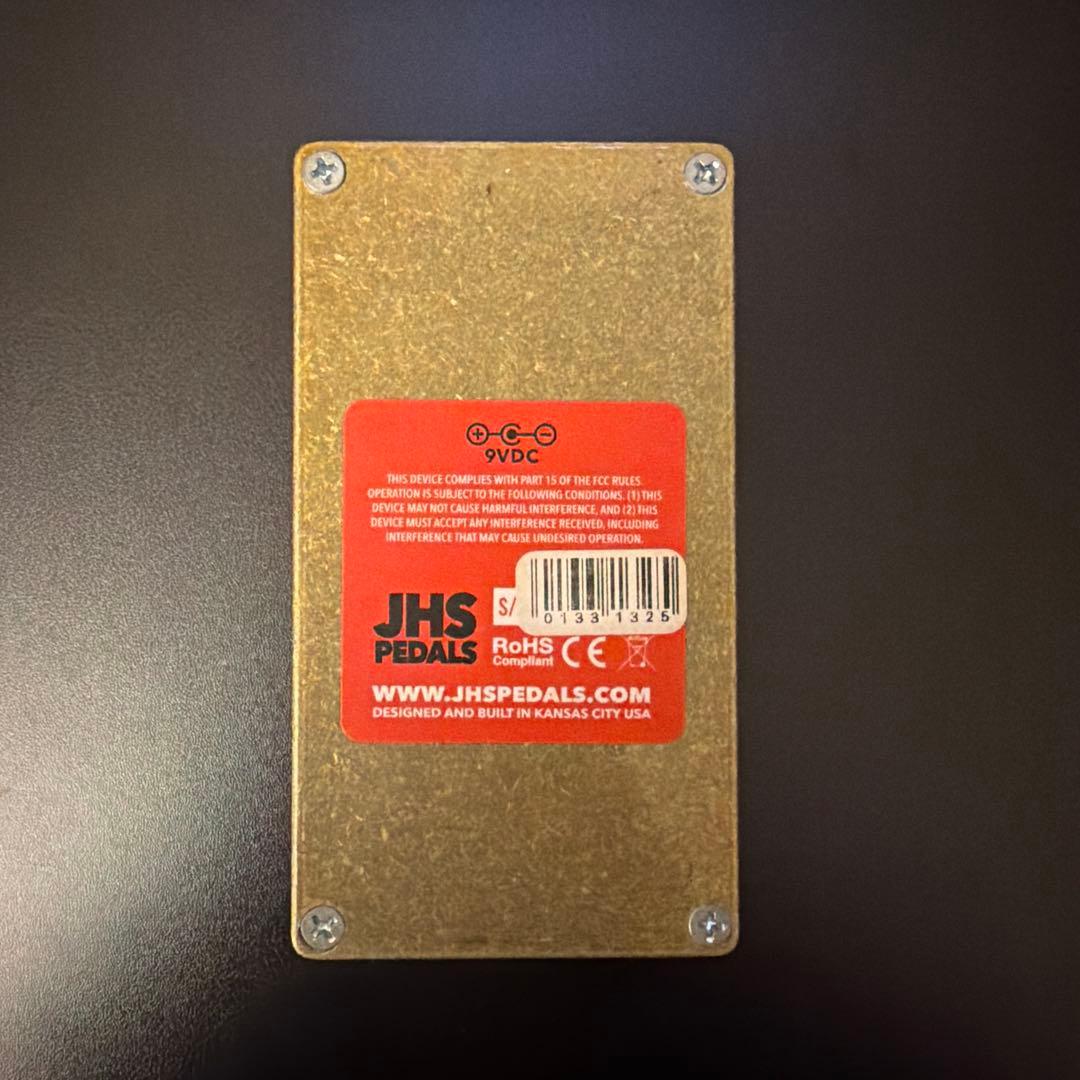 9VDC
THIS DEVICE COMPLIES WITH PART 15 OF THE FCC RULES.
OPERATION IS SUBJECT TO THE FOLLOWING CONDITIONS. (1) THIS
DEVICE MAY NOT CAUSE HARMFUL INTERFERENCE, AND (2) THIS
DEVICE MUST ACCEPT ANY INTERFERENCE RECEIVED, INCLUDING
INTERFERENCE THAT MAY CAUSE UNDESIRED OPERATION.
JHS
PEDALS
S/
0133 1325
RoHS
Compliant
CE
WWW.JHSPEDALS.COM
DESIGNED AND BUILT IN KANSAS CITY USA